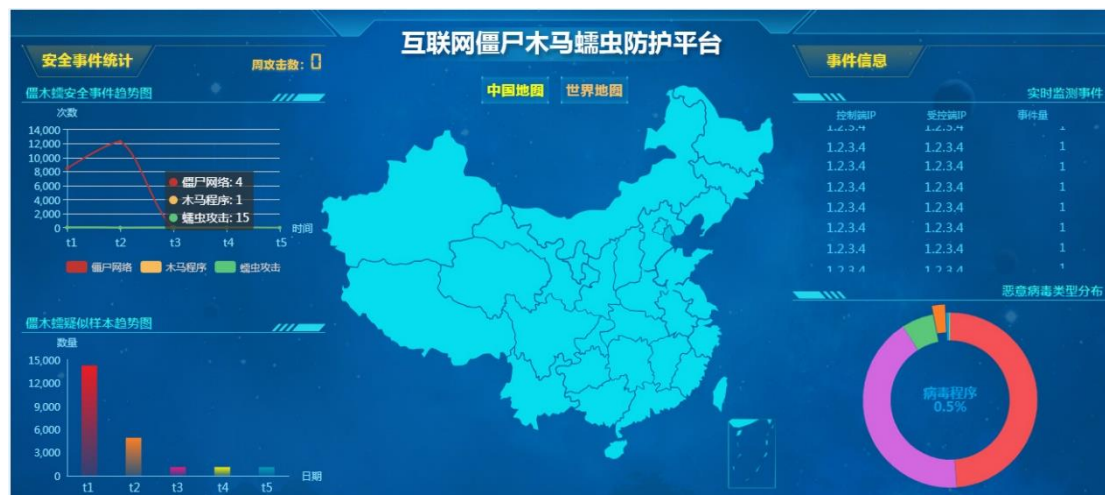 互联网僵尸木马蠕虫防护平台
安全事件统计
周攻击数：0
僵木蠕安全事件趋势图
次数
14,000
12,000
10,000
8,000
6,000
4,000
2,000
0
僵尸网络: 4
木马程序: 1
蠕虫攻击: 15
时间
t1 t2 t3 t4 t5
僵尸网络 木马程序 蠕虫攻击
僵木蠕疑似样本趋势图
数量
15,000
12,000
9,000
6,000
3,000
0
日期
t1 t2 t3 t4 t5
中国地图 世界地图
事件信息
实时监测事件
控制端IP 受控端IP 事件量
1.2.3.4 1.2.3.4 1
1.2.3.4 1.2.3.4 1
1.2.3.4 1.2.3.4 1
1.2.3.4 1.2.3.4 1
1.2.3.4 1.2.3.4 1
1.2.3.4 1.2.3.4 1
1.2.3.4 1.2.3.4 1
1.2.3.4 1.2.3.4 1
恶意病毒类型分布
病毒程序
0.5%